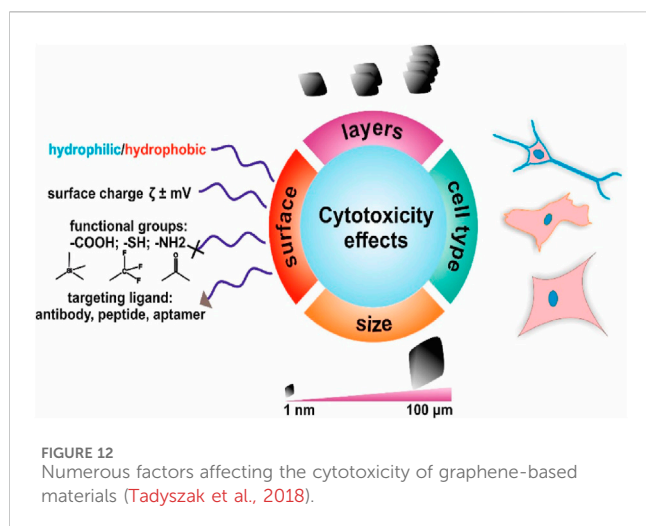 layers
hydrophilic/hydrophobic
surface charge ζ ± mV
functional groups:
-COOH; -SH; -NH2
Si
F
C
F
F
O
targeting ligand:
antibody, peptide, aptamer
surface
Cytotoxicity
effects
cell type
size
1 nm
100 µm
FIGURE 12
Numerous factors affecting the cytotoxicity of graphene-based
materials (Tadyszak et al., 2018).